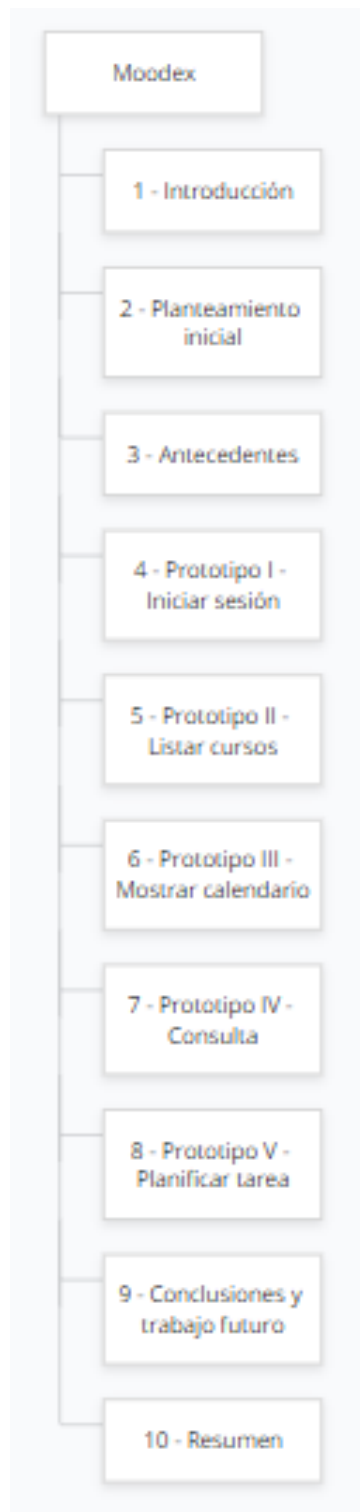 Moodex
1 - Introducción
2 - Planteamiento
inicial
3 - Antecedentes
4 - Prototipo I -
Iniciar sesión
5 - Prototipo II -
Listar cursos
6 - Prototipo III -
Mostrar calendario
7 - Prototipo IV -
Consulta
8 - Prototipo V -
Planificar tarea
9 - Conclusiones y
trabajo futuro
10 - Resumen